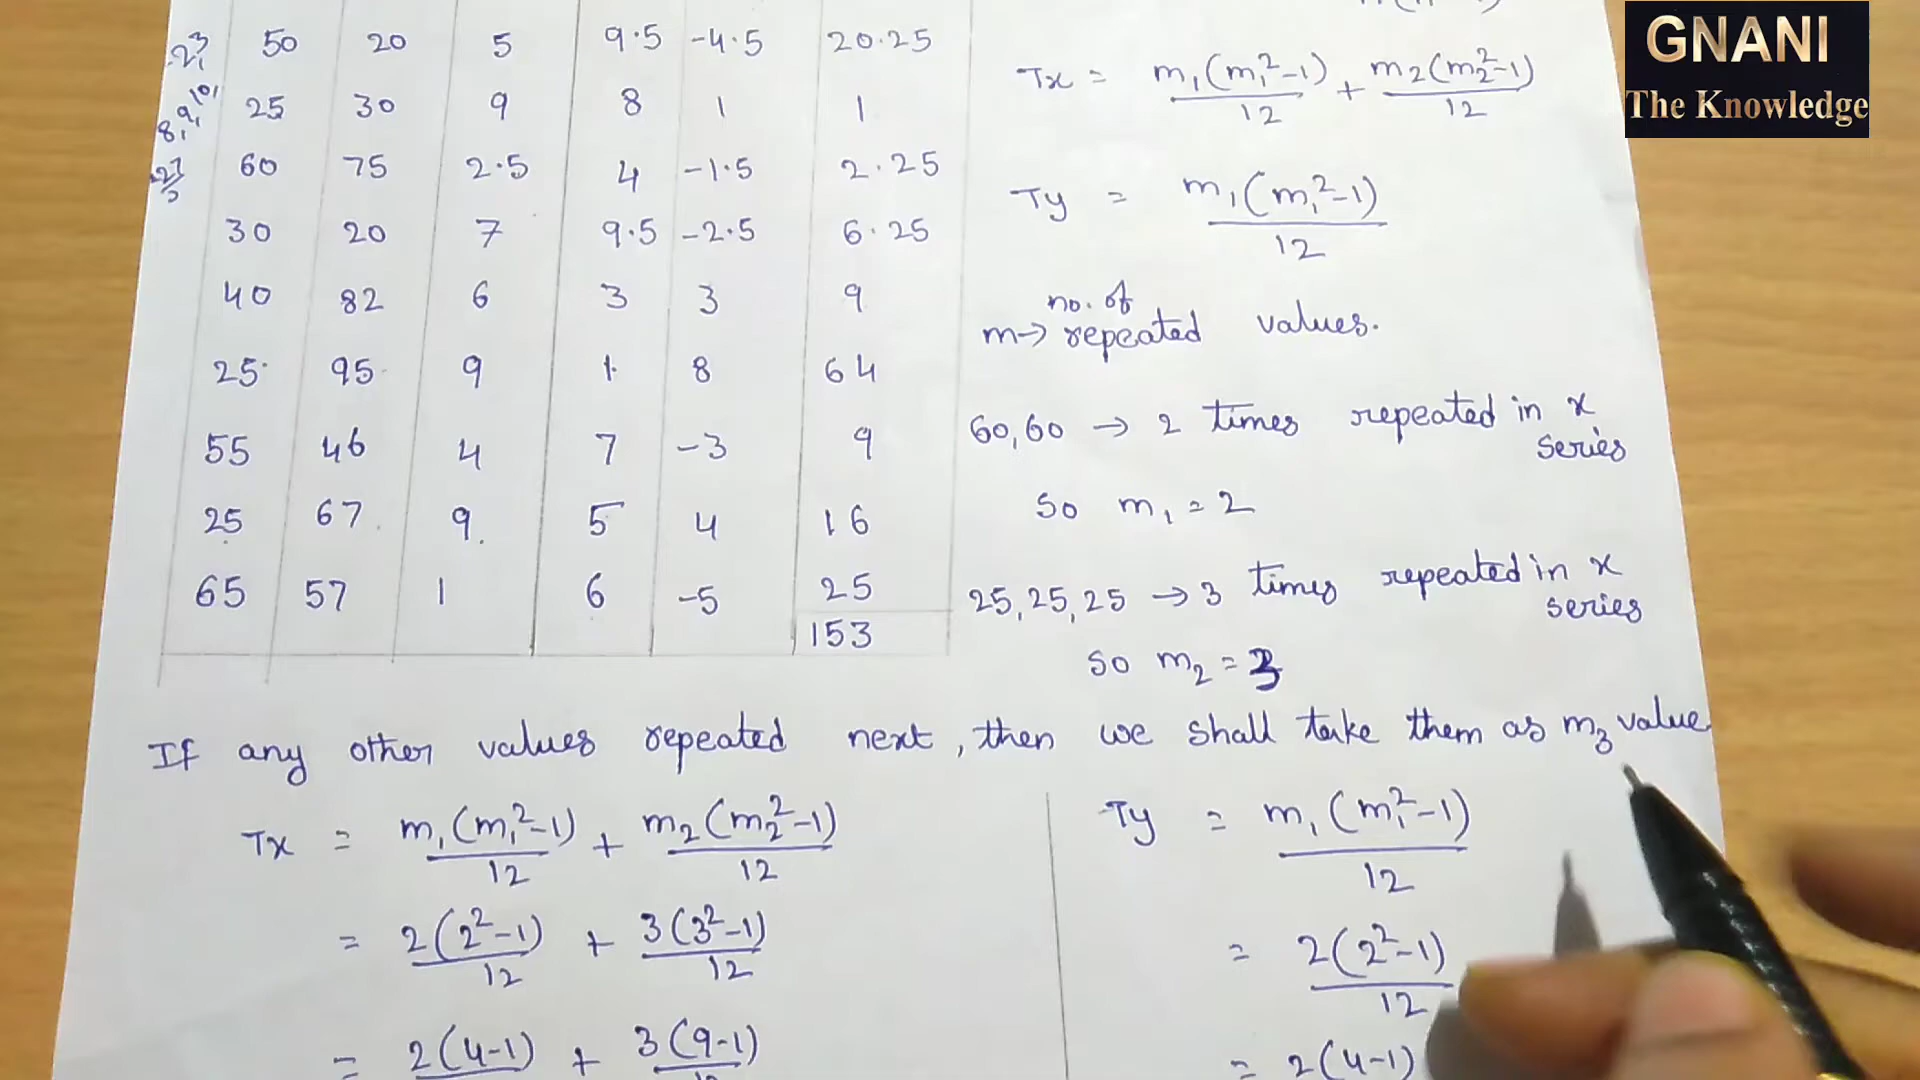 GNANI
The Knowledge
50 20 5 9.5 -4.5 20.25
8, 9, 10, 25 30 9 8 1 1
60 75 2.5 4 -1.5 2.25
30 20 7 9.5 -2.5 6.25
40 82 6 3 3 9
25 95 9 1 8 64
55 46 4 7 -3 9
25 67 9 5 4 16
65 57 1 6 -5 25
153
Tx = m₁(m₁²-1)/12 + m₂(m₂²-1)/12
Ty = m₁(m₁²-1)/12
m→ no. of repeated values.
60,60 → 2 times repeated in x series
So m₁ = 2
25,25,25 → 3 times repeated in x series
So m₂ = 3
If any other values repeated next, then we shall take them as m₃ value
Tx = m₁(m₁²-1)/12 + m₂(m₂²-1)/12
= 2(2²-1)/12 + 3(3²-1)/12
= 2(4-1) + 3(9-1)
Ty = m₁(m₁²-1)/12
= 2(2²-1)/12
= 2(4-1)